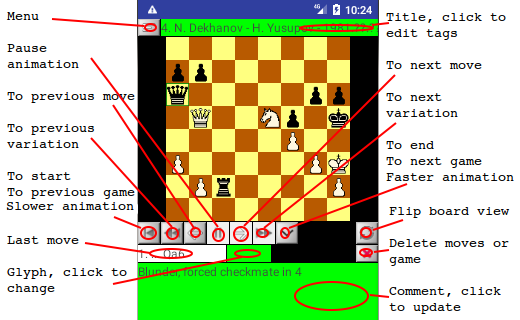 Menu
Pause
animation
To previous move
To previous
variation
To start
To previous game
Slower animation
Last move
Glyph, click to
change
4G
10:24
4. N. Dekhanov - H. Yusupov - 1981.??.?
1... Qa6
Blunder, forced checkmate in 4
Title, click to
edit tags
To next move
To next
variation
To end
To next game
Faster animation
Flip board view
Delete moves or
game
Comment, click
to update